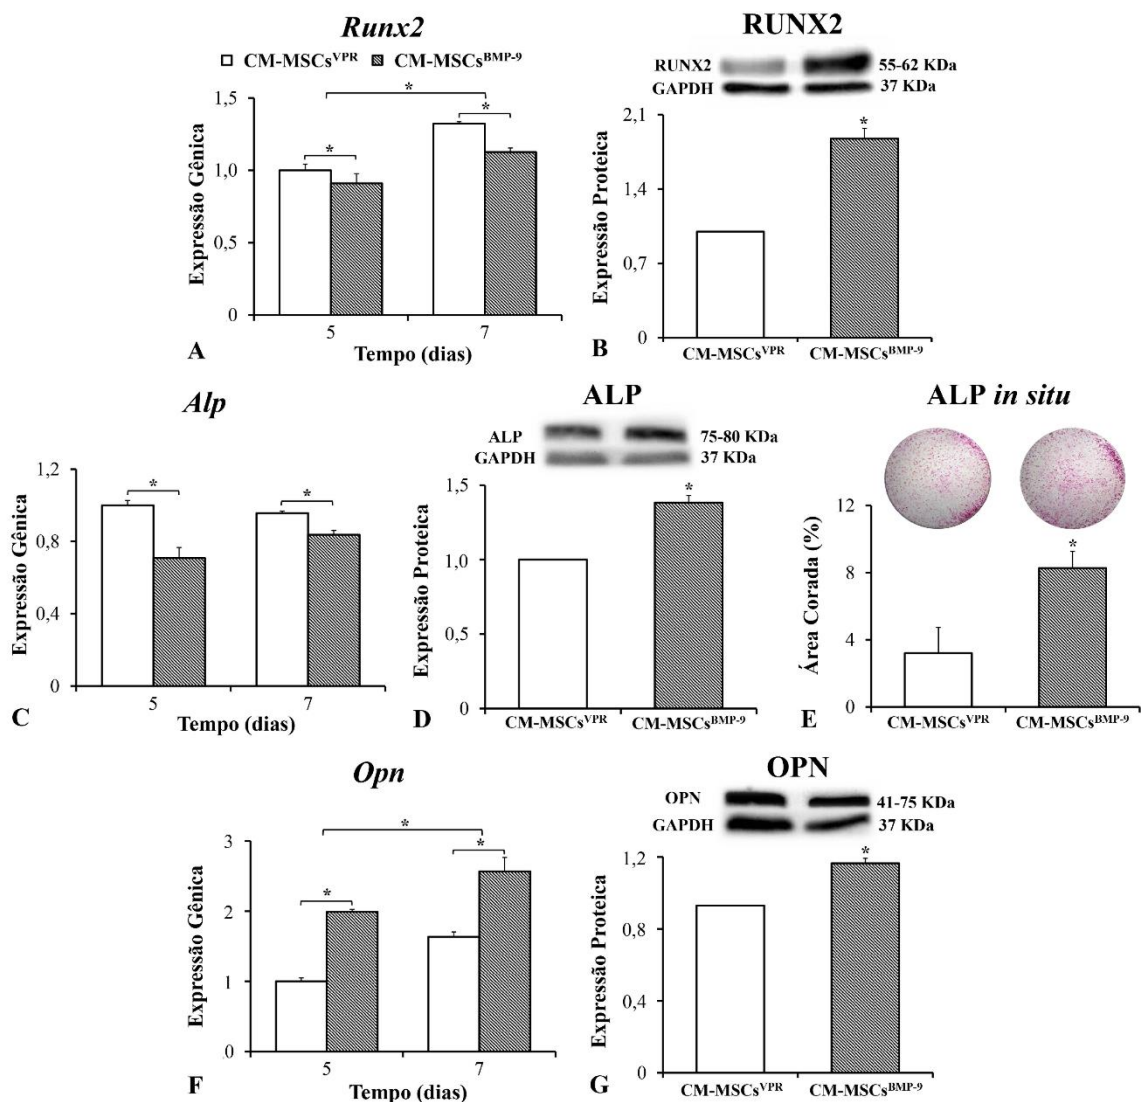 Runx2
CM-MSCsVPR CM-MSCsBMP-9
*
*
*
Expressão Gênica
1,5
1,0
0,5
0
5 7
Tempo (dias)
A
RUNX2
RUNX2 55-62 KDa
GAPDH 37 KDa
*
Expressão Proteica
2,1
1,4
0,7
0
CM-MSCsVPR CM-MSCsBMP-9
B
Alp
* *
Expressão Gênica
1,2
0,8
0,4
0
5 7
Tempo (dias)
C
ALP
ALP 75-80 KDa
GAPDH 37 KDa
*
Expressão Proteica
1,5
1,0
0,5
0
CM-MSCsVPR CM-MSCsBMP-9
D
ALP in situ
*
Área Corada (%)
12
8
4
0
CM-MSCsVPR CM-MSCsBMP-9
E
Opn
*
*
*
Expressão Gênica
3
2
1
0
5 7
Tempo (dias)
F
OPN
OPN 41-75 KDa
GAPDH 37 KDa
*
Expressão Proteica
1,2
0,8
0,4
0
CM-MSCsVPR CM-MSCsBMP-9
G